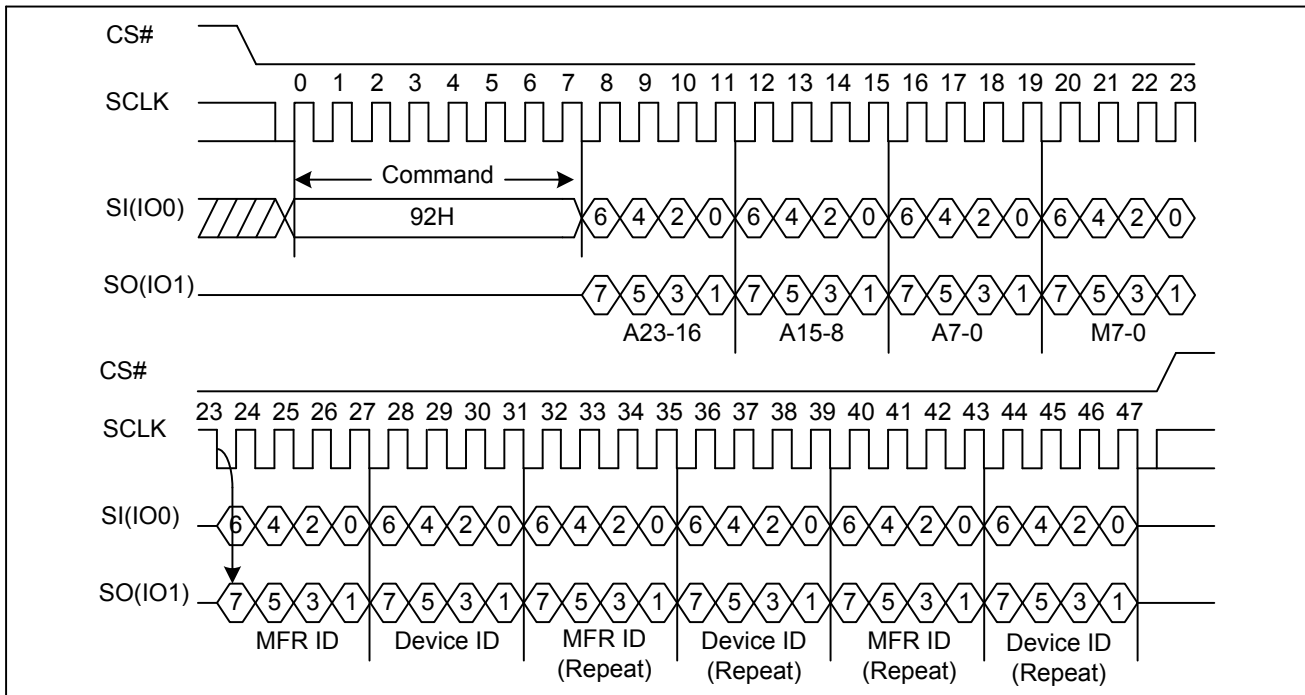 CS#
0 1 2 3 4 5 6 7 8 9 10 11 12 13 14 15 16 17 18 19 20 21 22 23
SCLK
Command
SI(IO0)
92H
6 4 2 0 6 4 2 0 6 4 2 0 6 4 2 0
SO(IO1)
7 5 3 1 7 5 3 1 7 5 3 1 7 5 3 1
A23-16 A15-8 A7-0 M7-0
CS#
23 24 25 26 27 28 29 30 31 32 33 34 35 36 37 38 39 40 41 42 43 44 45 46 47
SCLK
SI(IO0)
6 4 2 0 6 4 2 0 6 4 2 0 6 4 2 0 6 4 2 0 6 4 2 0
SO(IO1)
7 5 3 1 7 5 3 1 7 5 3 1 7 5 3 1 7 5 3 1 7 5 3 1
MFR ID Device ID MFR ID Device ID MFR ID Device ID
(Repeat) (Repeat) (Repeat) (Repeat)